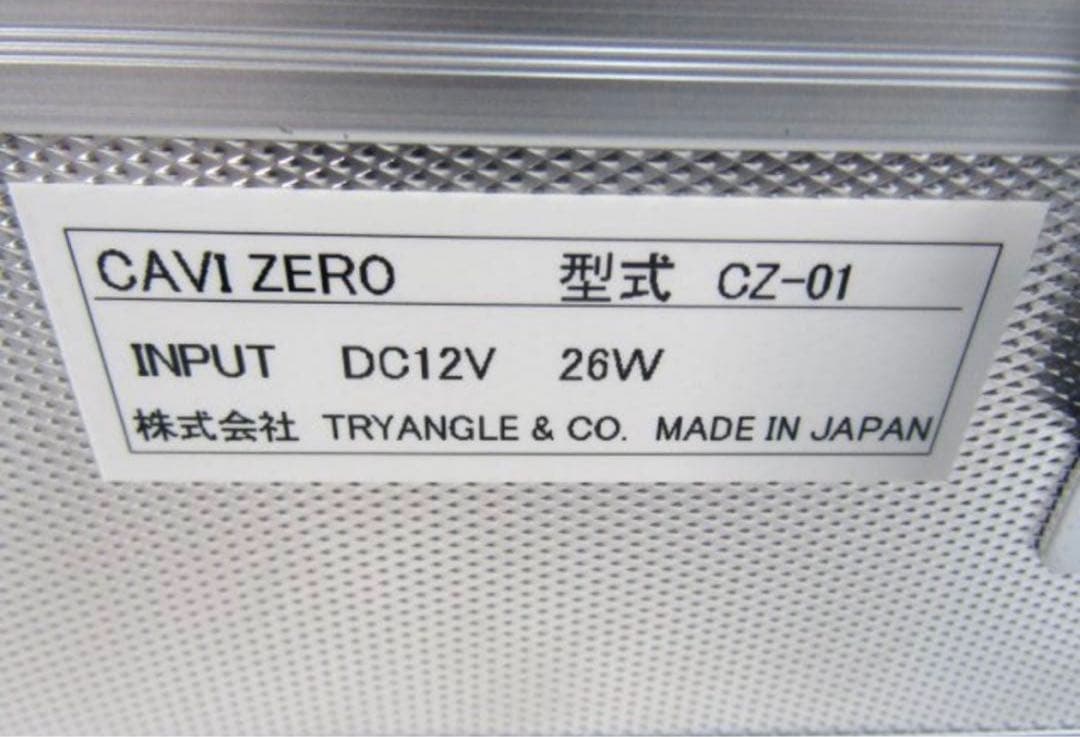 CAVI ZERO 型式 CZ-01
INPUT DC12V 26W
株式会社 TRYANGLE & CO. MADE IN JAPAN